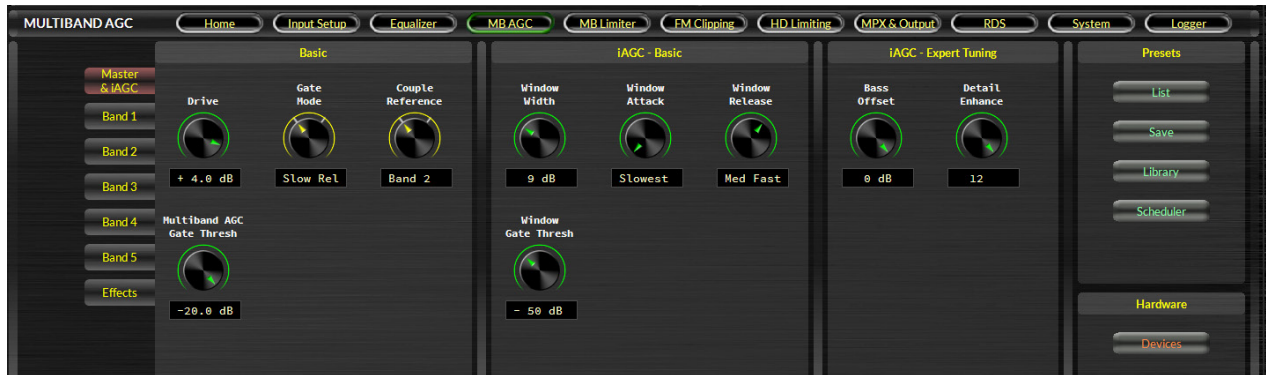 MULTIBAND AGC
Home
Input Setup
Equalizer
MB AGC
MB Limiter
FM Clipping
HD Limiting
MPX & Output
RDS
System
Logger
Master
& iAGC
Band 1
Band 2
Band 3
Band 4
Band 5
Effects
Basic
Drive
+ 4.0 dB
Gate
Mode
Slow Rel
Couple
Reference
Band 2
Multiband AGC
Gate Thresh
-20.0 dB
iAGC - Basic
Window
Width
9 dB
Window
Attack
Slowest
Window
Release
Med Fast
Window
Gate Thresh
- 50 dB
iAGC - Expert Tuning
Bass
Offset
0 dB
Detail
Enhance
12
Presets
List
Save
Library
Scheduler
Hardware
Devices